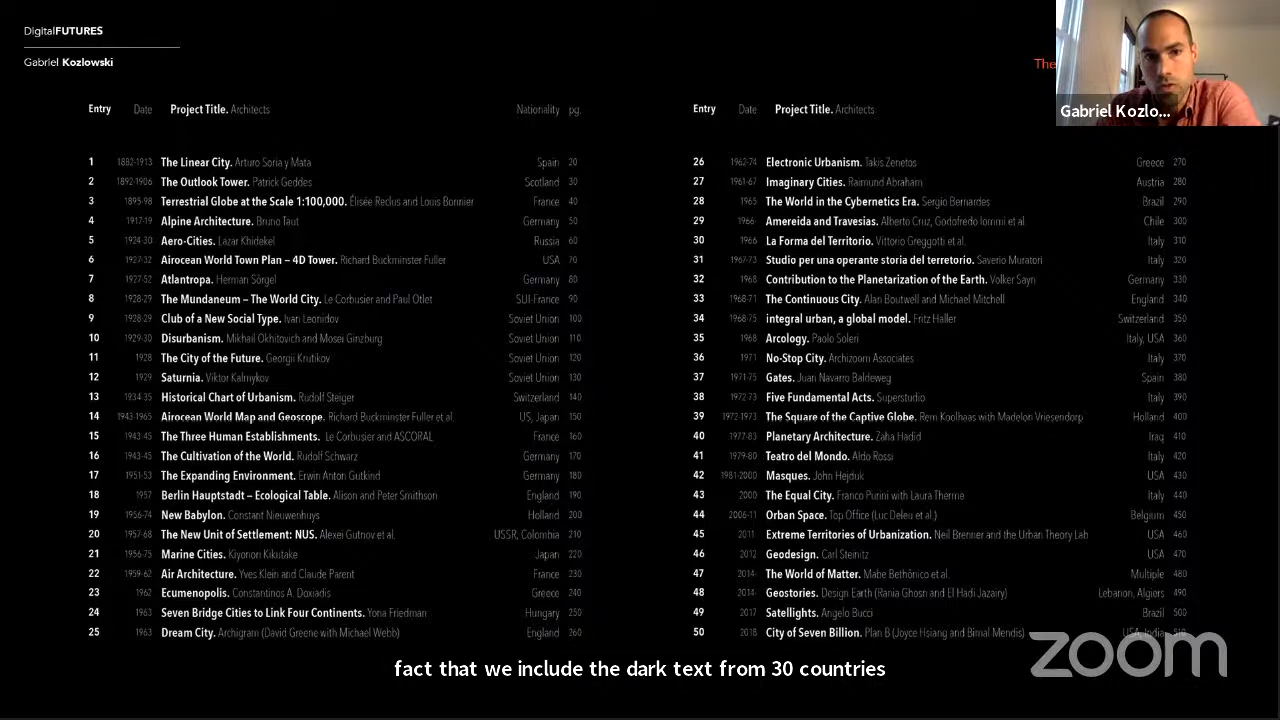 DigitalFUTURES
Gabriel Kozlowski
The
Gabriel Kozlo...
Entry Date Project Title. Architects Nationality pg.
1 1882-1913 The Linear City. Arturo Soria y Mata Spain 20
2 1892-1906 The Outlook Tower. Patrick Geddes Scotland 30
3 1895-98 Terrestrial Globe at the Scale 1:100,000. Élisée Reclus and Louis Bonnier France 40
4 1917-19 Alpine Architecture. Bruno Taut Germany 50
5 1924-30 Aero-Cities. Lazar Khidekel Russia 60
6 1927-32 Airocean World Town Plan – 4D Tower. Richard Buckminster Fuller USA 70
7 1927-32 Atlantropa. Herman Sörgel Germany 80
8 1928-29 The Mundaneum – The World City. Le Corbusier and Paul Otlet SUI-France 90
9 1928-29 Club of a New Social Type. Ivan Leonidov Soviet Union 100
10 1929-30 Disurbanism. Mikhail Okhitovich and Mosei Ginzburg Soviet Union 110
11 1928 The City of the Future. Georgii Krutikov Soviet Union 120
12 1929 Saturnia. Viktor Kalmykov Soviet Union 130
13 1934-35 Historical Chart of Urbanism. Rudolf Steiger Switzerland 140
14 1943-1965 Airocean World Map and Geoscope. Richard Buckminster Fuller et al. US, Japan 150
15 1943-45 The Three Human Establishments. Le Corbusier and ASCORAL France 160
16 1943-45 The Cultivation of the World. Rudolf Schwarz Germany 170
17 1951-53 The Expanding Environment. Erwin Anton Gutkind Germany 180
18 1957 Berlin Hauptstadt – Ecological Table. Alison and Peter Smithson England 190
19 1956-74 New Babylon. Constant Nieuwenhuys Holland 200
20 1957-68 The New Unit of Settlement: NUS. Alexei Gutnov et al. USSR, Colombia 210
21 1956-75 Marine Cities. Kiyonori Kikutake Japan 220
22 1959-62 Air Architecture. Yves Klein and Claude Parent France 230
23 1962 Ecumenopolis. Constantinos A. Doxiadis Greece 240
24 1963 Seven Bridge Cities to Link Four Continents. Yona Friedman Hungary 250
25 1963 Dream City. Archigram (David Greene with Michael Webb) England 260
Entry Date Project Title. Architects
26 1962-74 Electronic Urbanism. Takis Zenetos Greece 270
27 1961-67 Imaginary Cities. Raimund Abraham Austria 280
28 1965 The World in the Cybernetics Era. Sergio Bernardes Brazil 290
29 1966 Amereida and Travesias. Alberto Cruz, Godofredo Iommi et al. Chile 300
30 1966 La Forma del Territorio. Vittorio Greggotti et al. Italy 310
31 1967-73 Studio per una operante storia del terretorio. Saverio Muratori Italy 320
32 1968 Contribution to the Planetarization of the Earth. Volker Sayn Germany 330
33 1968-71 The Continuous City. Alan Boutwell and Michael Mitchell England 340
34 1968-75 integral urban, a global model. Fritz Haller Switzerland 350
35 1968 Arcology. Paolo Soleri Italy, USA 360
36 1971 No-Stop City. Archizoom Associates Italy 370
37 1971-75 Gates. Juan Navarro Baldeweg Spain 380
38 1972-73 Five Fundamental Acts. Superstudio Italy 390
39 1972-1973 The Square of the Captive Globe. Rem Koolhaas with Madelon Vriesendorp Holland 400
40 1977-83 Planetary Architecture. Zaha Hadid Iraq 410
41 1979-80 Teatro del Mondo. Aldo Rossi Italy 420
42 1981-2000 Masques. John Hejduk USA 430
43 2000 The Equal City. Franco Purini with Laura Therme Italy 440
44 2006-11 Orban Space. Top Office (Luc Deleu et al.) Belgium 450
45 2011 Extreme Territories of Urbanization. Neil Brenner and the Urban Theory Lab USA 460
46 2012 Geodesign. Carl Steinitz USA 470
47 2014 The World of Matter. Mabe Bethônico et al. Multiple 480
48 2014 Geostories. Design Earth (Rania Ghosn and El Hadi Jazairy) Lebanon, Algiers 490
49 2017 Satellights. Angelo Bucci Brazil 500
50 2018 City of Seven Billion. Plan B (Joyce Hsiang and Bimal Mendis) USA, India 510
zoom
fact that we include the dark text from 30 countries